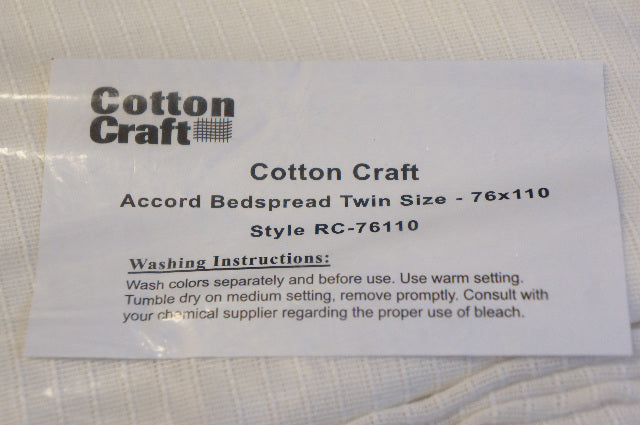 Cotton
Craft
Cotton Craft
Accord Bedspread Twin Size - 76x110
Style RC-76110
Washing Instructions:
Wash colors separately and before use. Use warm setting.
Tumble dry on medium setting, remove promptly. Consult with
your chemical supplier regarding the proper use of bleach.